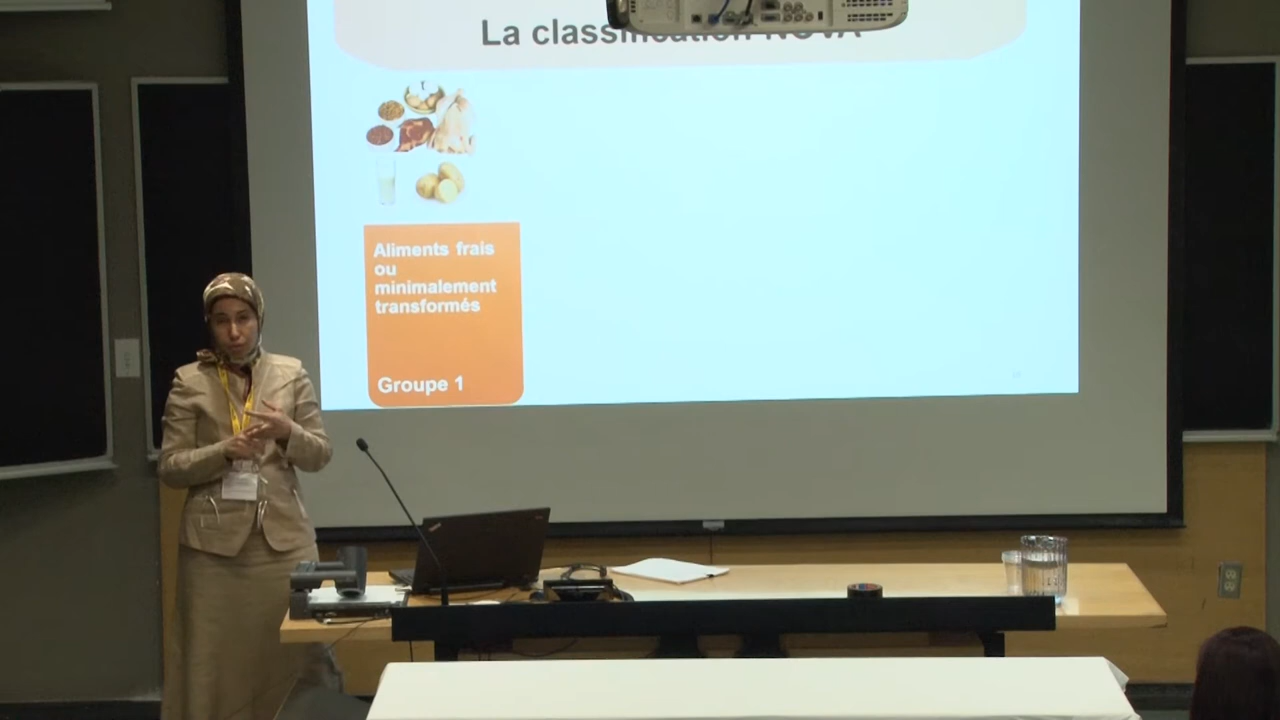 La classification NOVA
Aliments frais
ou
minimalement
transformés
Groupe 1